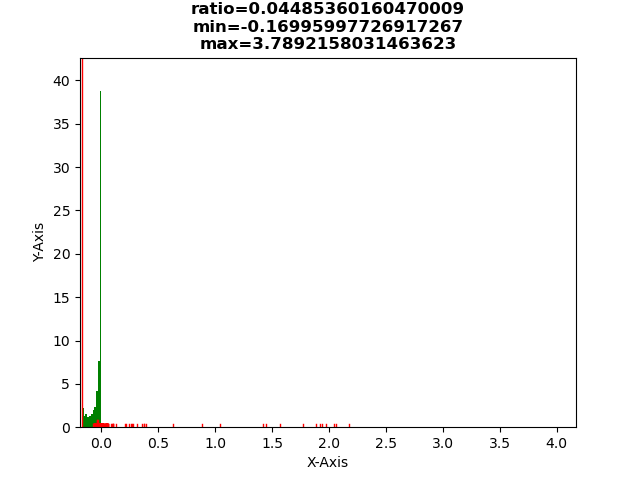 ratio=0.04485360160470009
min=-0.16995997726917267
max=3.7892158031463623
40
35
30
25
20
15
10
5
0
Y-Axis
0.0 0.5 1.0 1.5 2.0 2.5 3.0 3.5 4.0
X-Axis